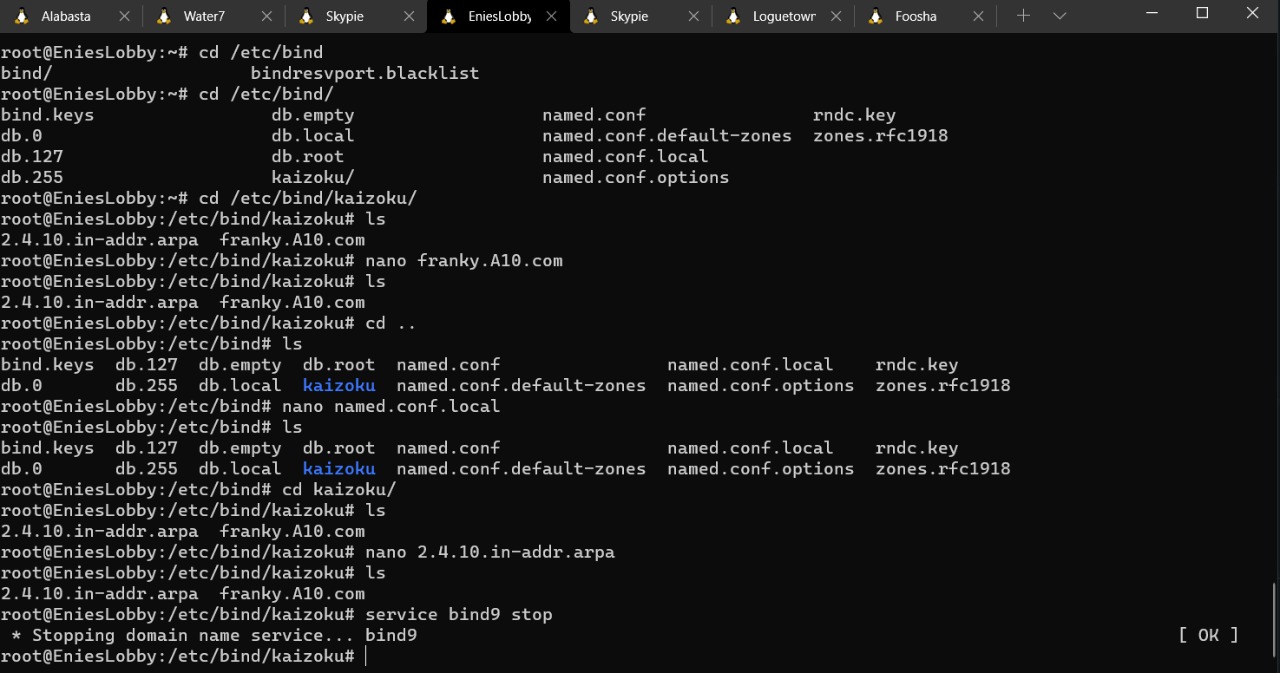 Alabasta Water7 Skypie EniesLobby Skypie Loguetown Foosha
root@EniesLobby:~# cd /etc/bind
bind/ bindresvport.blacklist
root@EniesLobby:~# cd /etc/bind/
bind.keys db.empty named.conf rndc.key
db.0 db.local named.conf.default-zones zones.rfc1918
db.127 db.root named.conf.local
db.255 kaizoku/ named.conf.options
root@EniesLobby:~# cd /etc/bind/kaizoku/
root@EniesLobby:/etc/bind/kaizoku# ls
2.4.10.in-addr.arpa franky.A10.com
root@EniesLobby:/etc/bind/kaizoku# nano franky.A10.com
root@EniesLobby:/etc/bind/kaizoku# ls
2.4.10.in-addr.arpa franky.A10.com
root@EniesLobby:/etc/bind/kaizoku# cd ..
root@EniesLobby:/etc/bind# ls
bind.keys db.127 db.empty db.root named.conf named.conf.local rndc.key
db.0 db.255 db.local kaizoku named.conf.default-zones named.conf.options zones.rfc1918
root@EniesLobby:/etc/bind# nano named.conf.local
root@EniesLobby:/etc/bind# ls
bind.keys db.127 db.empty db.root named.conf named.conf.local rndc.key
db.0 db.255 db.local kaizoku named.conf.default-zones named.conf.options zones.rfc1918
root@EniesLobby:/etc/bind# cd kaizoku/
root@EniesLobby:/etc/bind/kaizoku# ls
2.4.10.in-addr.arpa franky.A10.com
root@EniesLobby:/etc/bind/kaizoku# nano 2.4.10.in-addr.arpa
root@EniesLobby:/etc/bind/kaizoku# ls
2.4.10.in-addr.arpa franky.A10.com
root@EniesLobby:/etc/bind/kaizoku# service bind9 stop
* Stopping domain name service... bind9 [ OK ]
root@EniesLobby:/etc/bind/kaizoku#